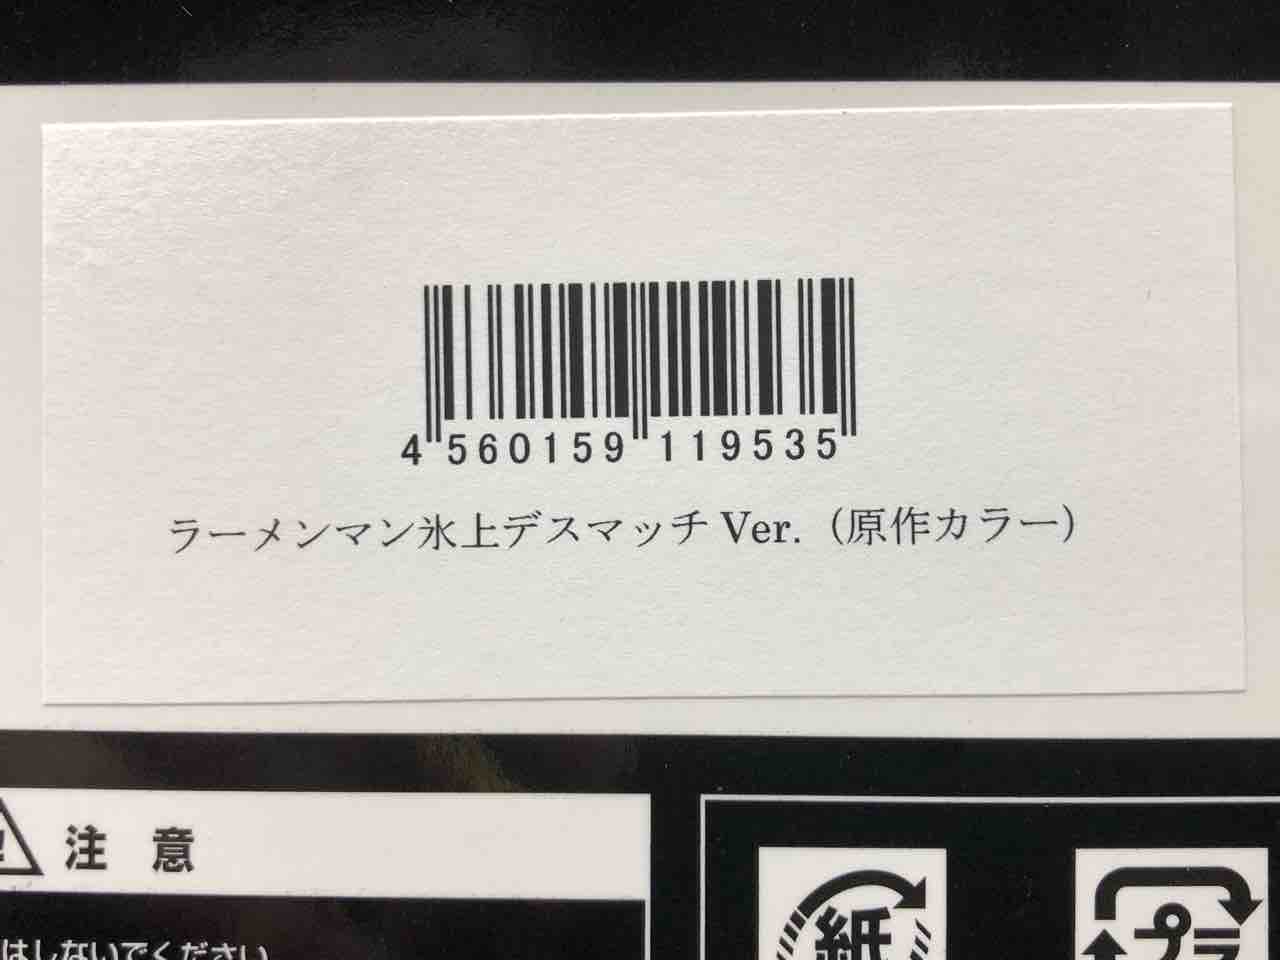 4 560159 119535
ラーメンマン氷上デスマッチ Ver.（原作カラー）
注 意
はしないでください
紙
プラ